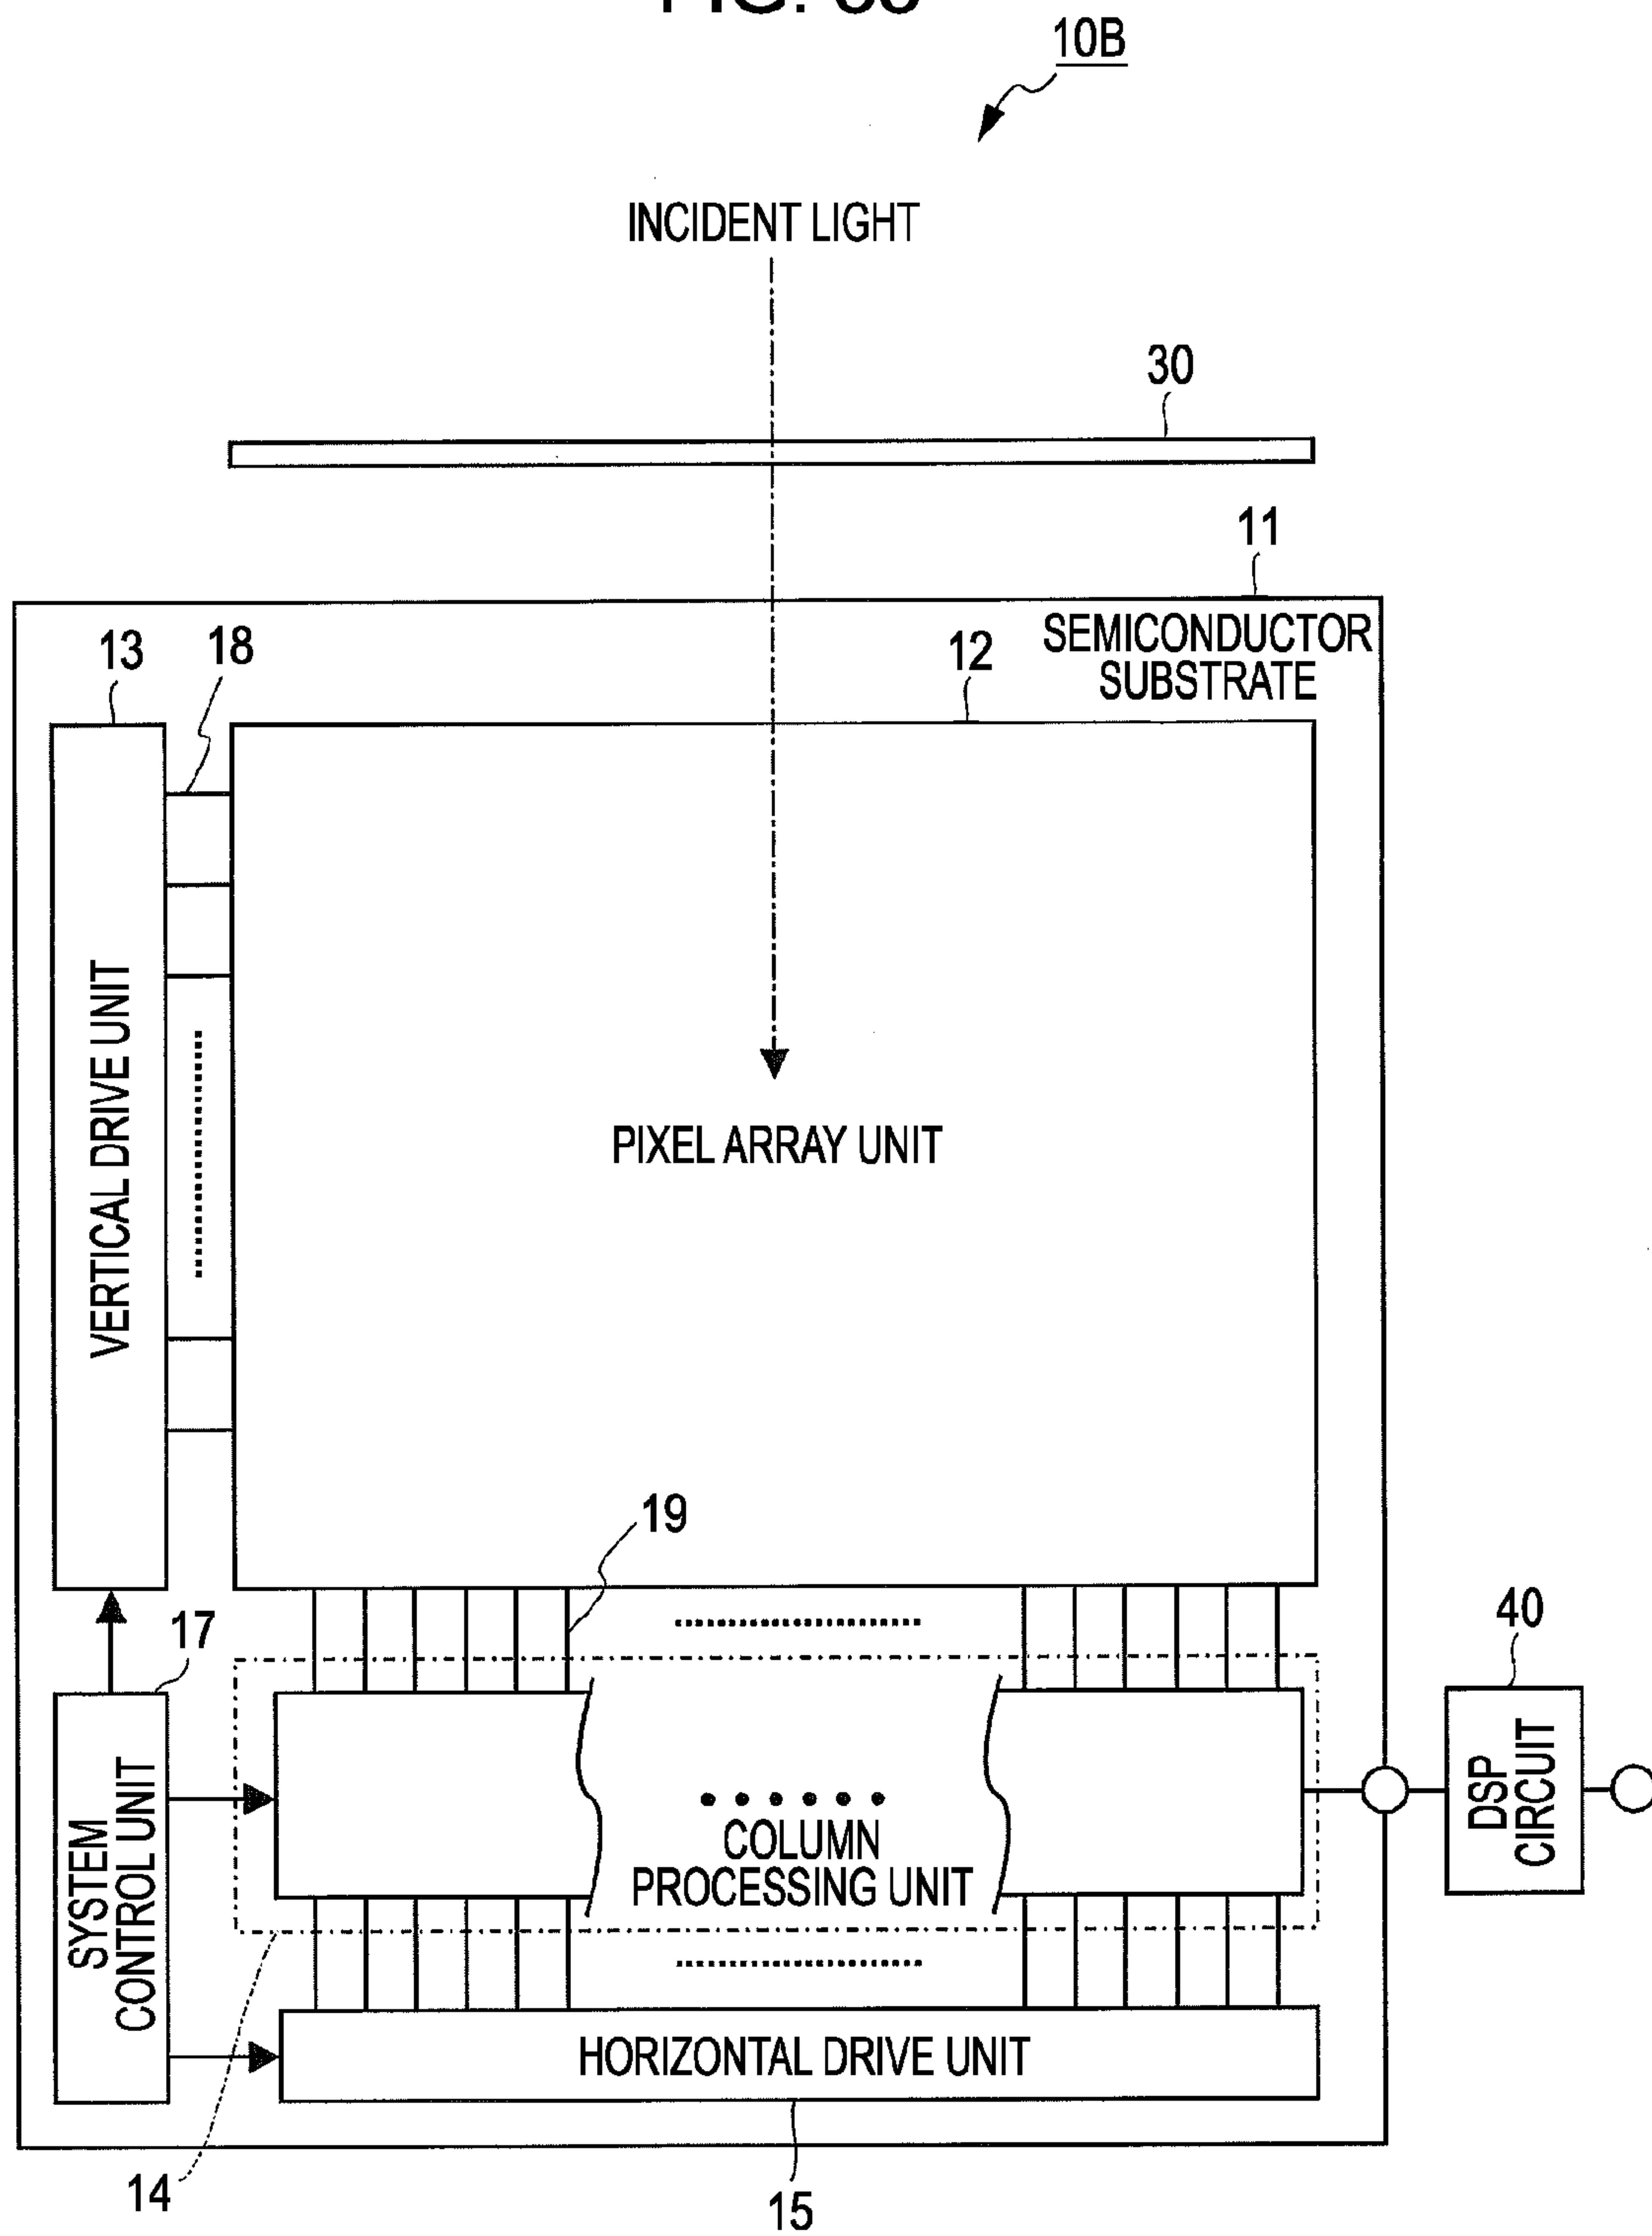 10B
INCIDENT LIGHT
30
11
SEMICONDUCTOR
SUBSTRATE
13
18
12
VERTICAL DRIVE UNIT
PIXEL ARRAY UNIT
19
17
40
SYSTEM
CONTROL UNIT
COLUMN
PROCESSING UNIT
DSP
CIRCUIT
HORIZONTAL DRIVE UNIT
14
15